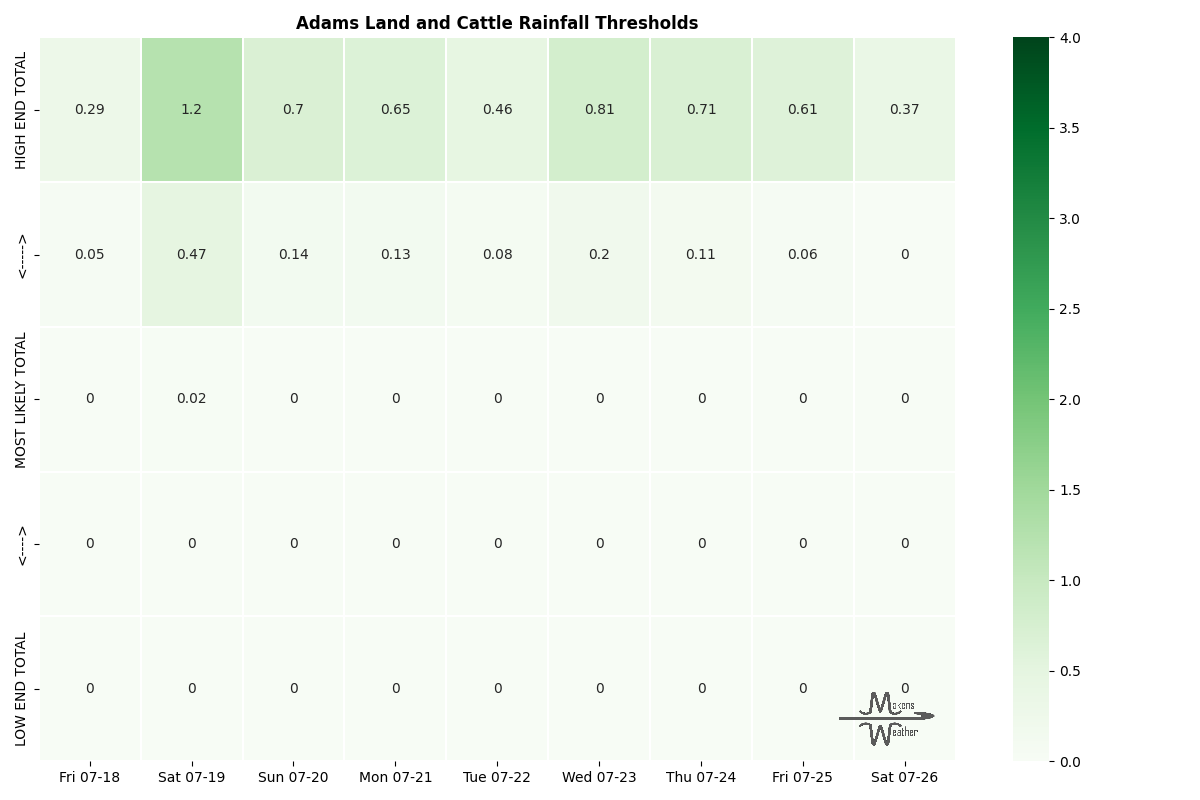 Adams Land and Cattle Rainfall Thresholds
HIGH END TOTAL
0.29 1.2 0.7 0.65 0.46 0.81 0.71 0.61 0.37
<----->
0.05 0.47 0.14 0.13 0.08 0.2 0.11 0.06 0
MOST LIKELY TOTAL
0 0.02 0 0 0 0 0 0 0
<---->
0 0 0 0 0 0 0 0 0
LOW END TOTAL
0 0 0 0 0 0 0 0 0
Makens
Weather
Fri 07-18 Sat 07-19 Sun 07-20 Mon 07-21 Tue 07-22 Wed 07-23 Thu 07-24 Fri 07-25 Sat 07-26
4.0
3.5
3.0
2.5
2.0
1.5
1.0
0.5
0.0